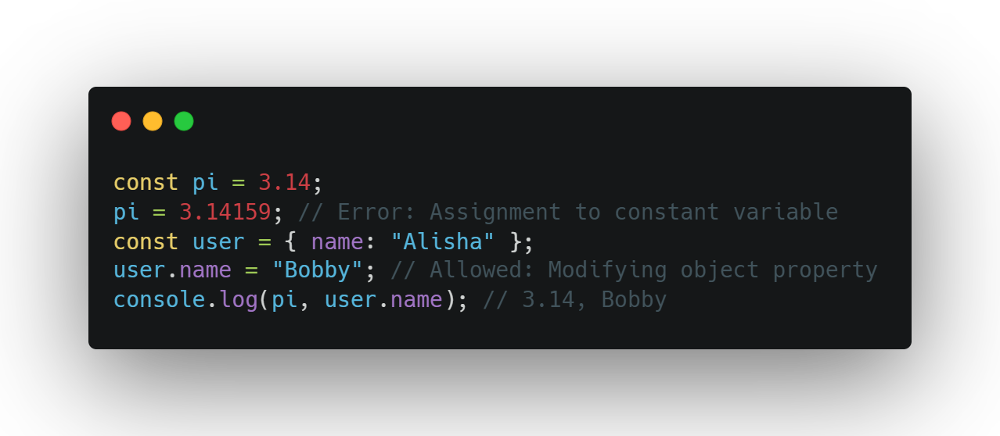 const pi = 3.14;
pi = 3.14159; // Error: Assignment to constant variable
const user = { name: "Alisha" };
user.name = "Bobby"; // Allowed: Modifying object property
console.log(pi, user.name); // 3.14, Bobby